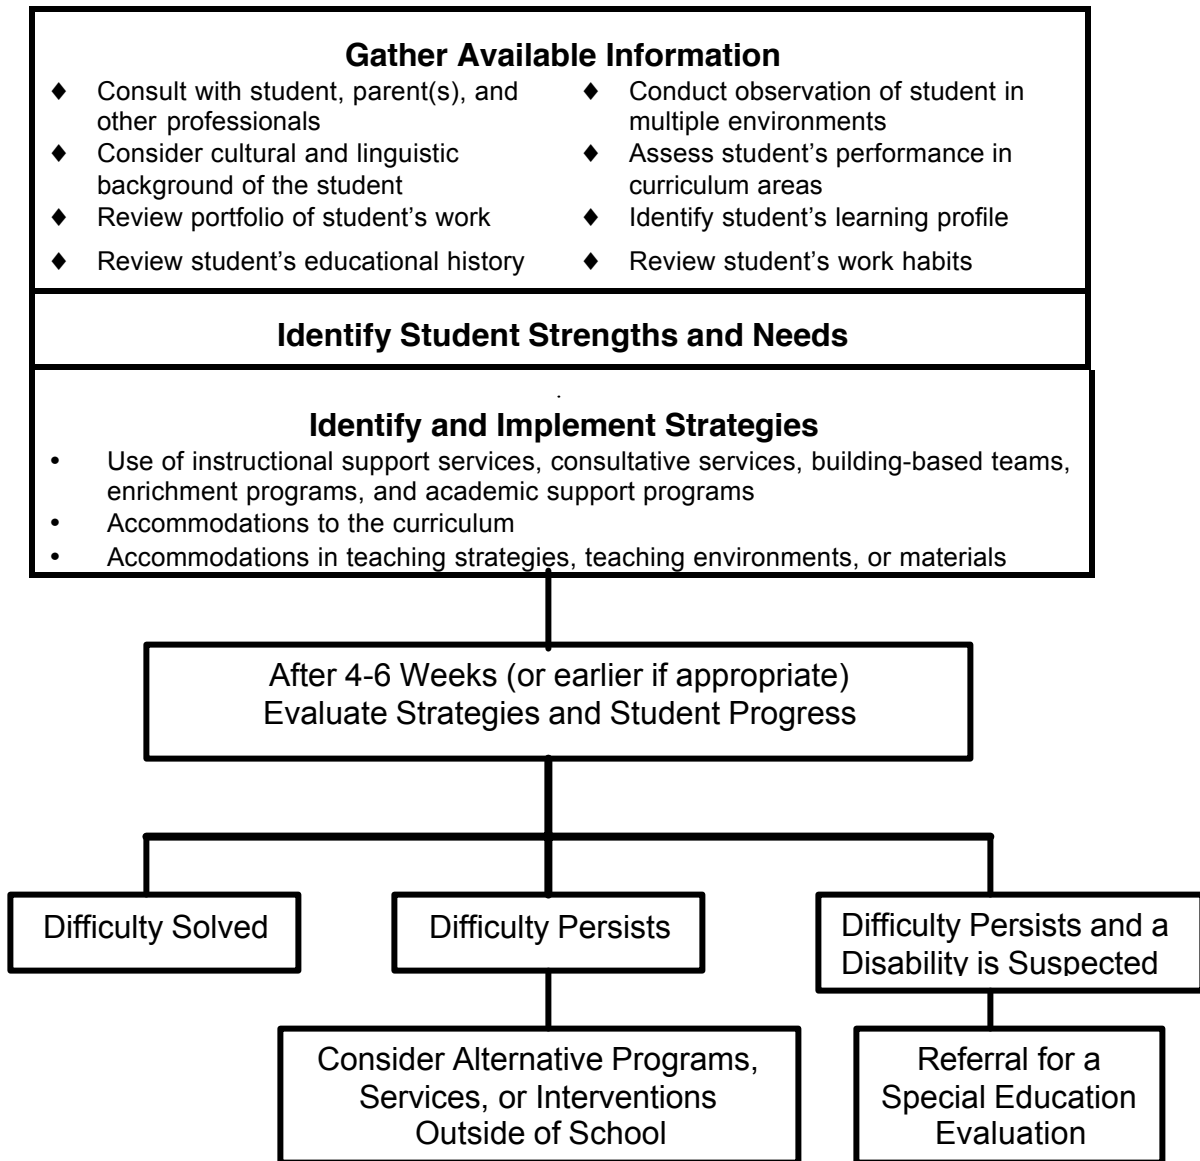 Gather Available Information
♦ Consult with student, parent(s), and
other professionals
♦ Consider cultural and linguistic
background of the student
♦ Review portfolio of student’s work
♦ Review student’s educational history
♦ Conduct observation of student in
multiple environments
♦ Assess student’s performance in
curriculum areas
♦ Identify student’s learning profile
♦ Review student’s work habits
Identify Student Strengths and Needs
.
Identify and Implement Strategies
• Use of instructional support services, consultative services, building-based teams,
enrichment programs, and academic support programs
• Accommodations to the curriculum
• Accommodations in teaching strategies, teaching environments, or materials
After 4-6 Weeks (or earlier if appropriate)
Evaluate Strategies and Student Progress
Difficulty Solved
Difficulty Persists
Difficulty Persists and a
Disability is Suspected
Consider Alternative Programs,
Services, or Interventions
Outside of School
Referral for a
Special Education
Evaluation